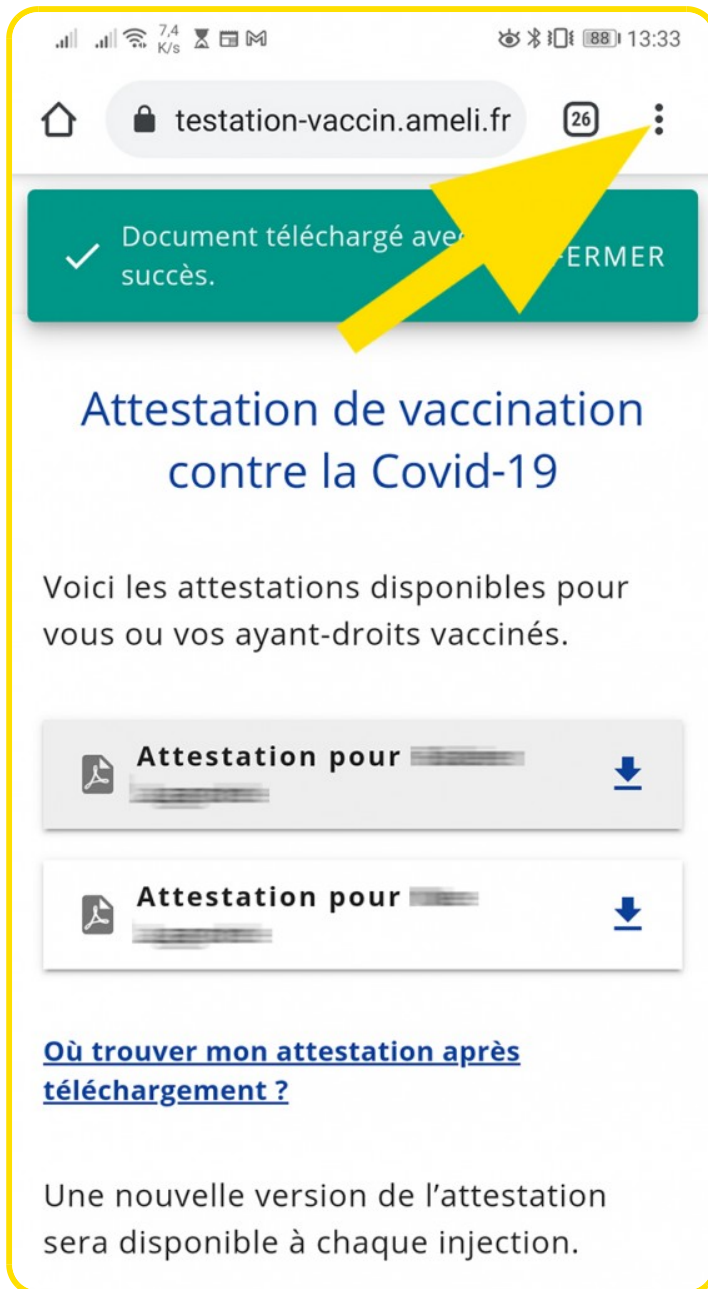 7,4
K/s
88 13:33
testation-vaccin.ameli.fr 26
Document téléchargé avec
succès.
FERMER
Attestation de vaccination
contre la Covid-19
Voici les attestations disponibles pour
vous ou vos ayant-droits vaccinés.
Attestation pour
Attestation pour
Où trouver mon attestation après
téléchargement ?
Une nouvelle version de l’attestation
sera disponible à chaque injection.